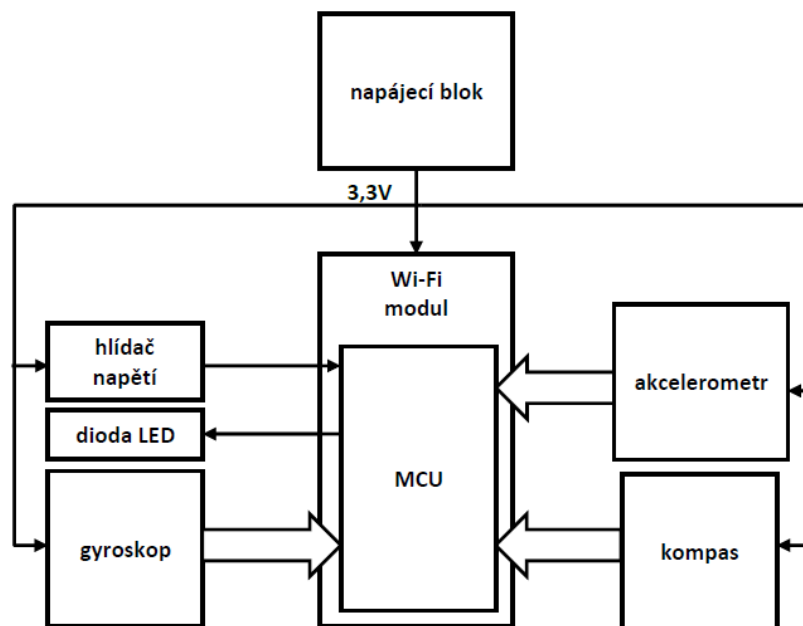 napájecí blok
3,3V
Wi-Fi
modul
hlídač
napětí
akcelerometr
dioda LED
MCU
gyroskop
kompas